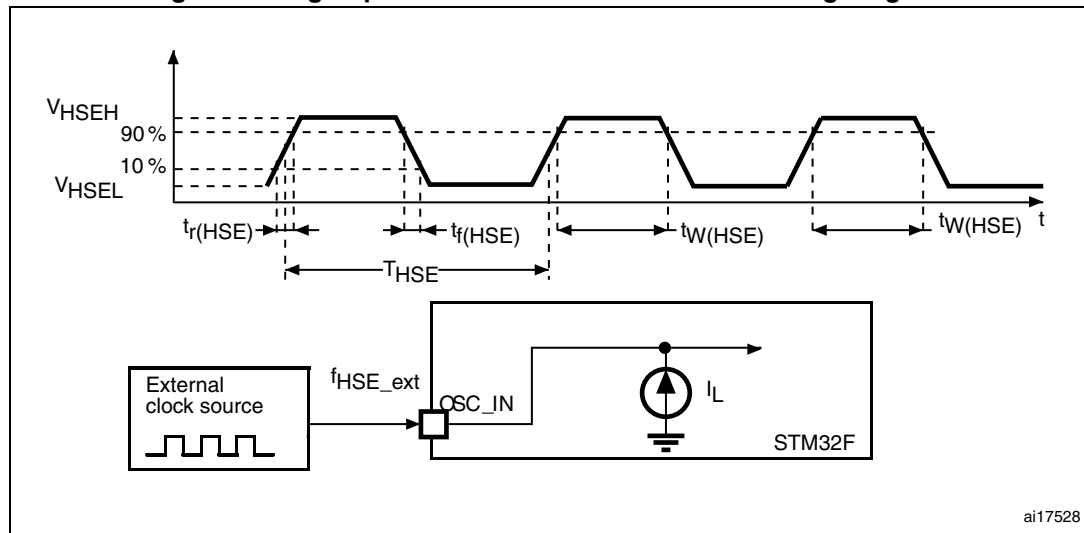 VHSEH
90 %
10 %
VHSEL
tr(HSE)
tf(HSE)
tW(HSE)
tW(HSE)
t
THSE
External
clock source
fHSE_ext
OSC_IN
IL
STM32F
ai17528